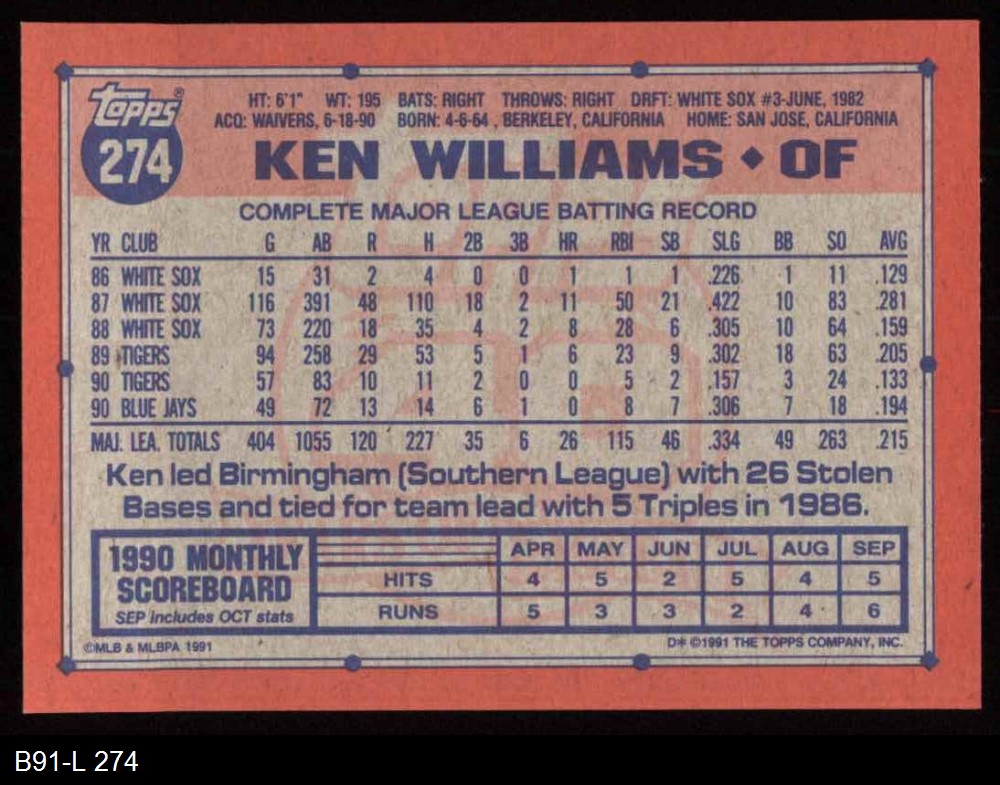 topps®
274
HT: 6'1" WT: 195 BATS: RIGHT THROWS: RIGHT DRFT: WHITE SOX #3-JUNE, 1982
ACQ: WAIVERS, 6-18-90 BORN: 4-6-64, BERKELEY, CALIFORNIA HOME: SAN JOSE, CALIFORNIA
KEN WILLIAMS ♦ OF
COMPLETE MAJOR LEAGUE BATTING RECORD
YR CLUB G AB R H 2B 3B HR RBI SB SLG BB SO AVG
86 WHITE SOX 15 31 2 4 0 0 1 1 1 .226 1 11 .129
87 WHITE SOX 116 391 48 110 18 2 11 50 21 .422 10 83 .281
88 WHITE SOX 73 220 18 35 4 2 8 28 6 .305 10 64 .159
89 TIGERS 94 258 29 53 5 1 6 23 9 .302 18 63 .205
90 TIGERS 57 83 10 11 2 0 0 5 2 .157 3 24 .133
90 BLUE JAYS 49 72 13 14 6 1 0 8 7 .306 7 18 .194
MAJ. LEA. TOTALS 404 1055 120 227 35 6 26 115 46 .334 49 263 .215
Ken led Birmingham (Southern League) with 26 Stolen
Bases and tied for team lead with 5 Triples in 1986.
1990 MONTHLY
SCOREBOARD
SEP includes OCT stats
APR MAY JUN JUL AUG SEP
HITS 4 5 2 5 4 5
RUNS 5 3 3 2 4 6
©MLB & MLBPA 1991
D* ©1991 THE TOPPS COMPANY, INC.
B91-L 274